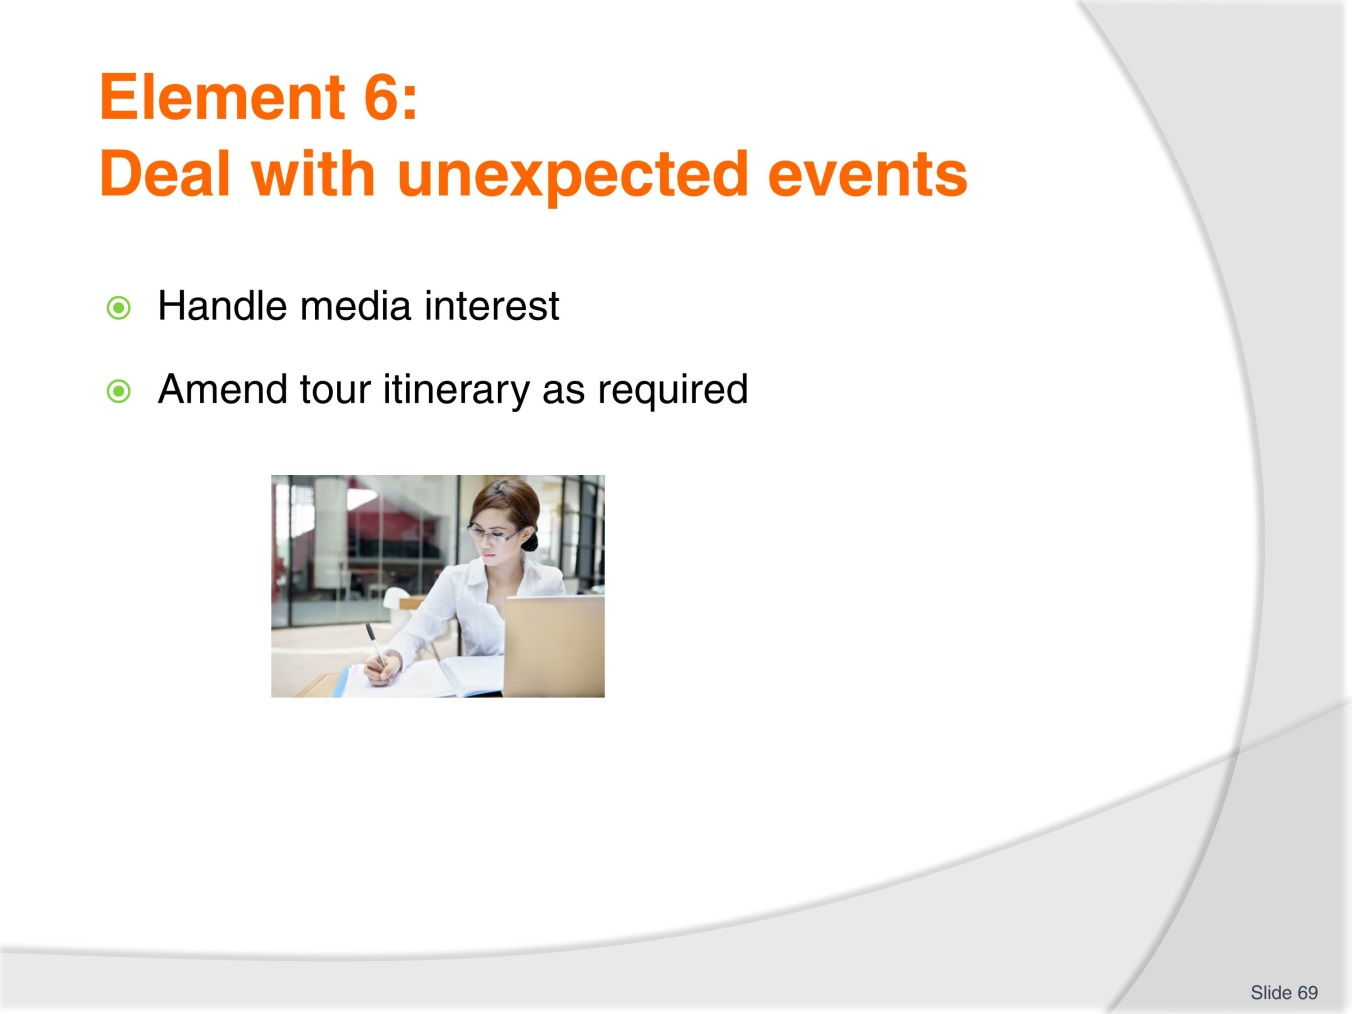 Element 6:
Deal with unexpected events
Handle media interest
Amend tour itinerary as required
Slide 69